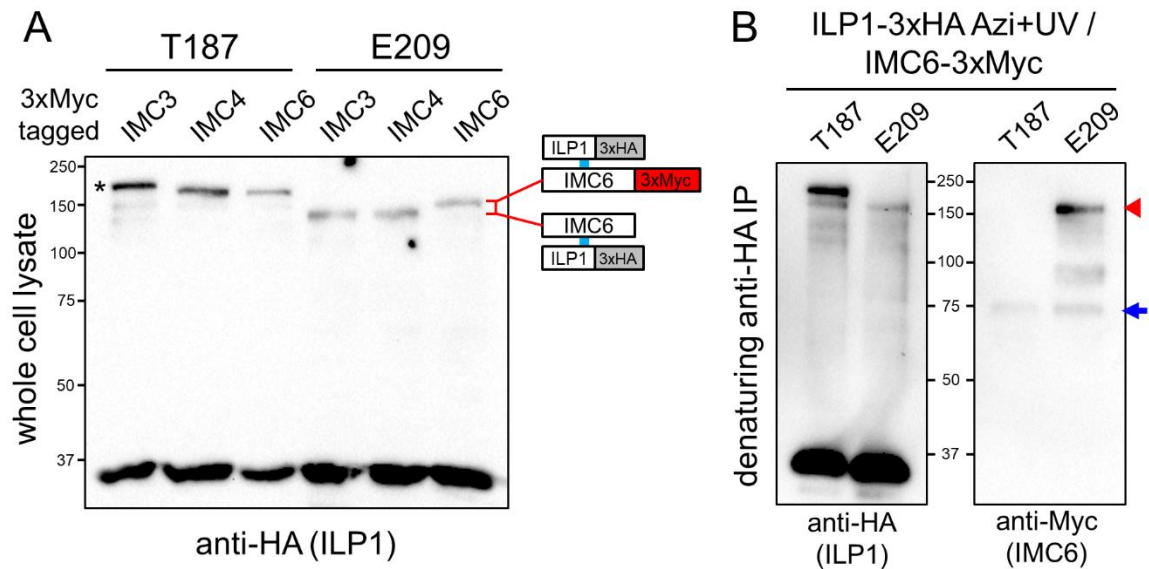 A
T187 E209
3xMyc
tagged
IMC3 IMC4 IMC6 IMC3 IMC4 IMC6
250
*
150
100
75
50
37
whole cell lysate
anti-HA (ILP1)
ILP1 3xHA
IMC6 3xMyc
IMC6
ILP1 3xHA
B
ILP1-3xHA Azi+UV /
IMC6-3xMyc
T187 E209 T187 E209
denaturing anti-HA IP
250
150
100
75
50
37
anti-HA
(ILP1)
anti-Myc
(IMC6)